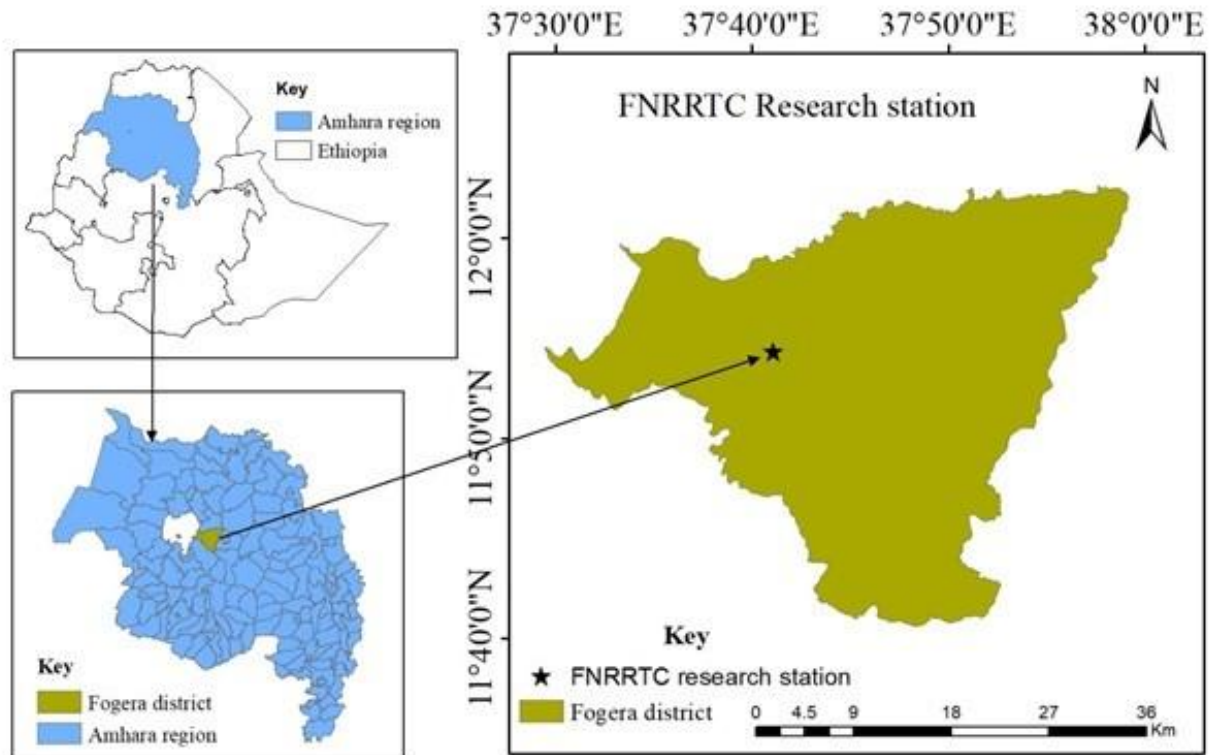 Key
Amhara region
Ethiopia
Key
Fogera district
Amhara region
37°30'0"E 37°40'0"E 37°50'0"E 38°0'0"E
FNRRTC Research station
N
12°0'0"N
11°50'0"N
11°40'0"N
Key
FNRRTC research station
Fogera district
0 4.5 9 18 27 36
Km